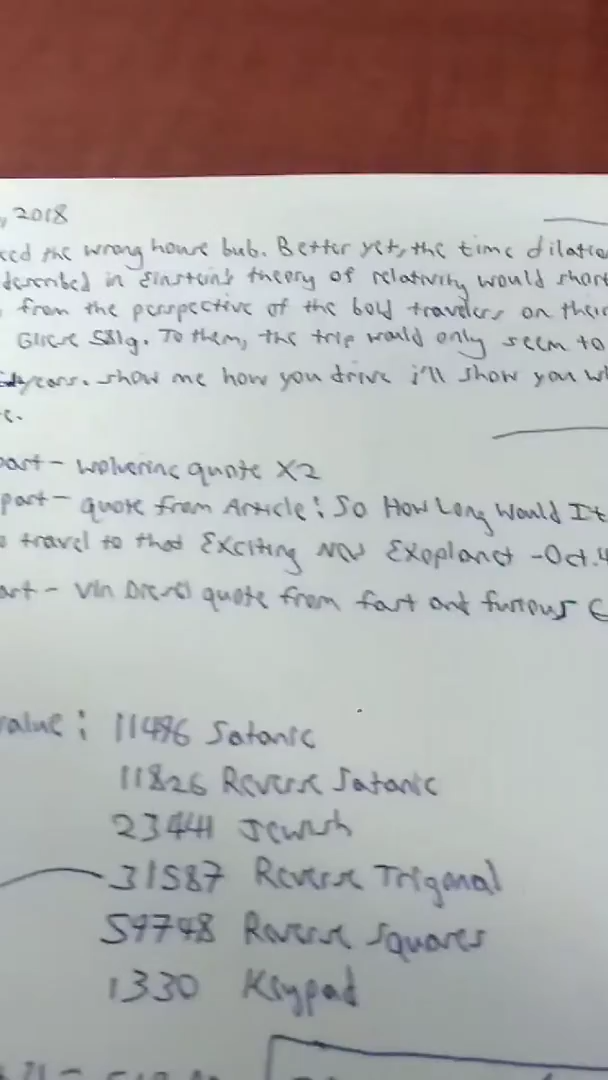 , 2018
the wrong house bub. Better yet, the time dilatio
described in Einstein's theory of relativity would short
from the perspective of the bold travelers on their
Gliese 581g. To them, the trip would only seem to
years. show me how you drive i'll show you w
e.
part - wolverine quote X2
part - quote from Article: So How Long Would It
travel to that Exciting New Exoplanet - Oct. 4
art - Vin Diesel quote from fast and furious 6
value: 11496 Satanic
11826 Reverse Satanic
23441 Jewish
31587 Reverse Trigonal
59748 Reverse Squares
1330 Keypad